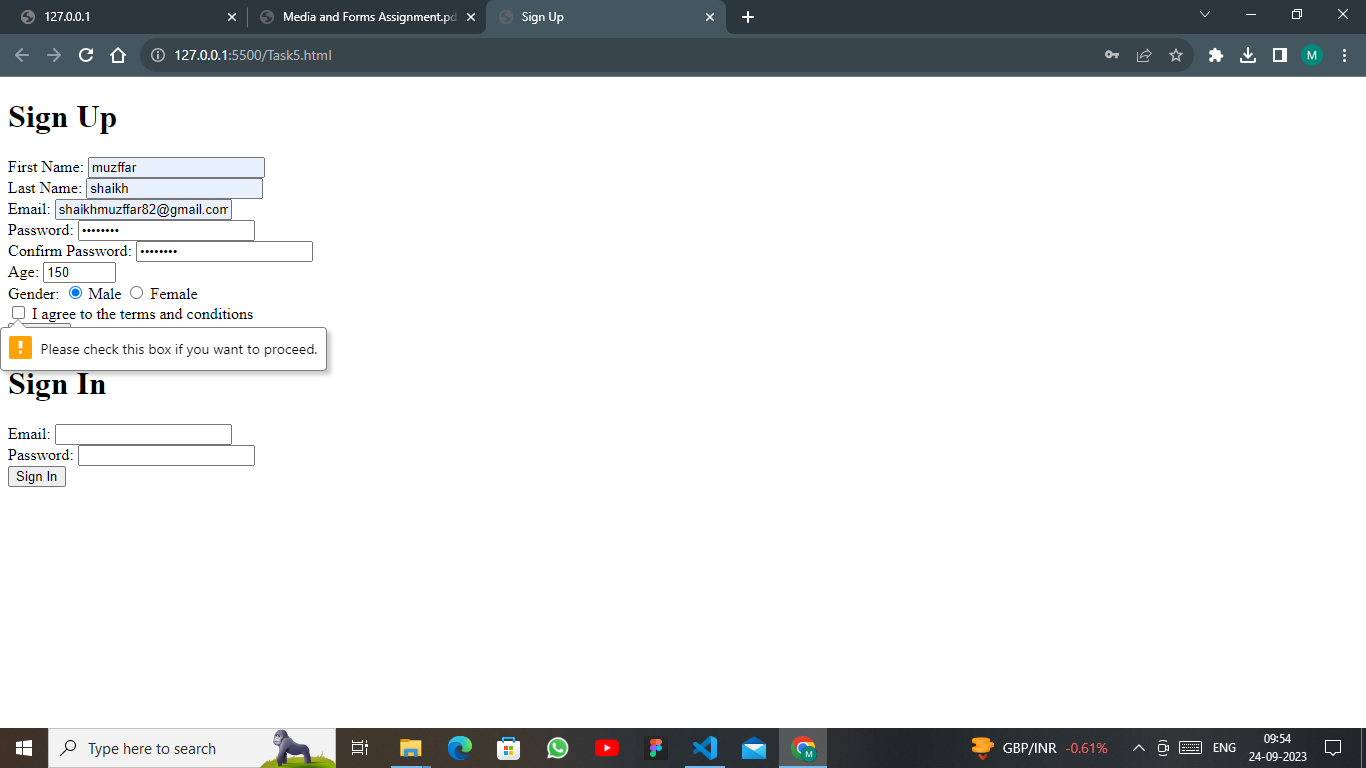 127.0.0.1
Media and Forms Assignment.pd
Sign Up
127.0.0.1:5500/Task5.html
M
Sign Up
First Name: muzffar
Last Name: shaikh
Email: shaikhmuzffar82@gmail.com
Password: ••••••••
Confirm Password: ••••••••
Age: 150
Gender: Male Female
I agree to the terms and conditions
! Please check this box if you want to proceed.
Sign In
Email:
Password:
Sign In
Type here to search
M
GBP/INR -0.61%
ENG
09:54
24-09-2023